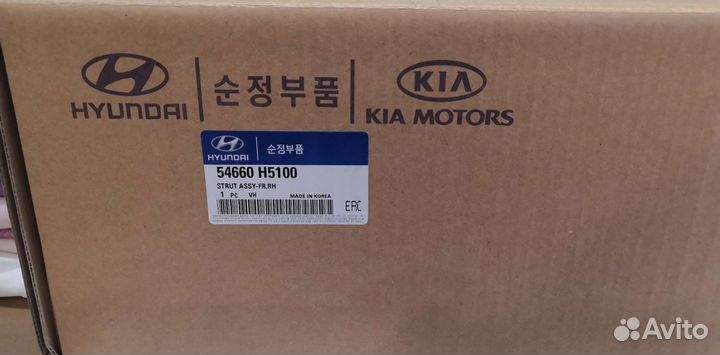 HYUNDAI
순정부품
KIA
KIA MOTORS
HYUNDAI
순정부품
54660 H5100
STRUT ASSY-FR,RH
1 PC VH MADE IN KOREA
EAC
Avito